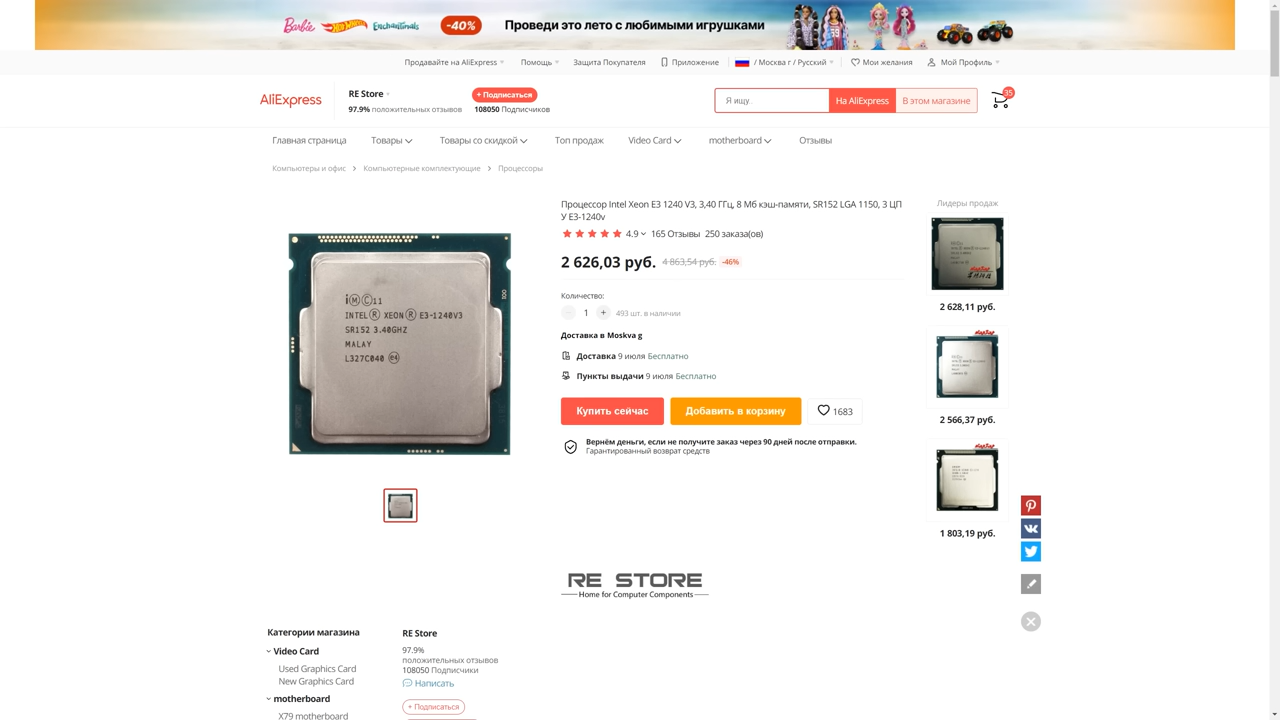 Barbie Hot Wheels Enchantimals -40% Проведи это лето с любимыми игрушками
Продавайте на AliExpress Помощь Защита Покупателя Приложение / Москва г / Русский Мои желания Мой Профиль
AliExpress
RE Store
+ Подписаться
97.9% положительных отзывов 108050 Подписчиков
Я ищу..
На AliExpress
В этом магазине
35
Главная страница Товары Товары со скидкой Топ продаж Video Card motherboard Отзывы
Компьютеры и офис > Компьютерные комплектующие > Процессоры
INTEL® XEON® E3-1240V3
SR152 3.40GHZ
MALAY
L327C040 e4
Процессор Intel Xeon E3 1240 V3, 3,40 ГГц, 8 Мб кэш-памяти, SR152 LGA 1150, 3 ЦП
У E3-1240v
4.9 165 Отзывы 250 заказа(ов)
2 626,03 руб. 4 863,54 руб. -46%
Количество:
- 1 + 493 шт. в наличии
Доставка в Moskva g
Доставка 9 июля Бесплатно
Пункты выдачи 9 июля Бесплатно
Купить сейчас
Добавить в корзину
1683
Вернём деньги, если не получите заказ через 90 дней после отправки.
Гарантированный возврат средств
Лидеры продаж
2 628,11 руб.
2 566,37 руб.
1 803,19 руб.
RE STORE
Home for Computer Components
Категории магазина
Video Card
Used Graphics Card
New Graphics Card
motherboard
X79 motherboard
RE Store
97.9%
положительных отзывов
108050 Подписчики
Написать
+ Подписаться